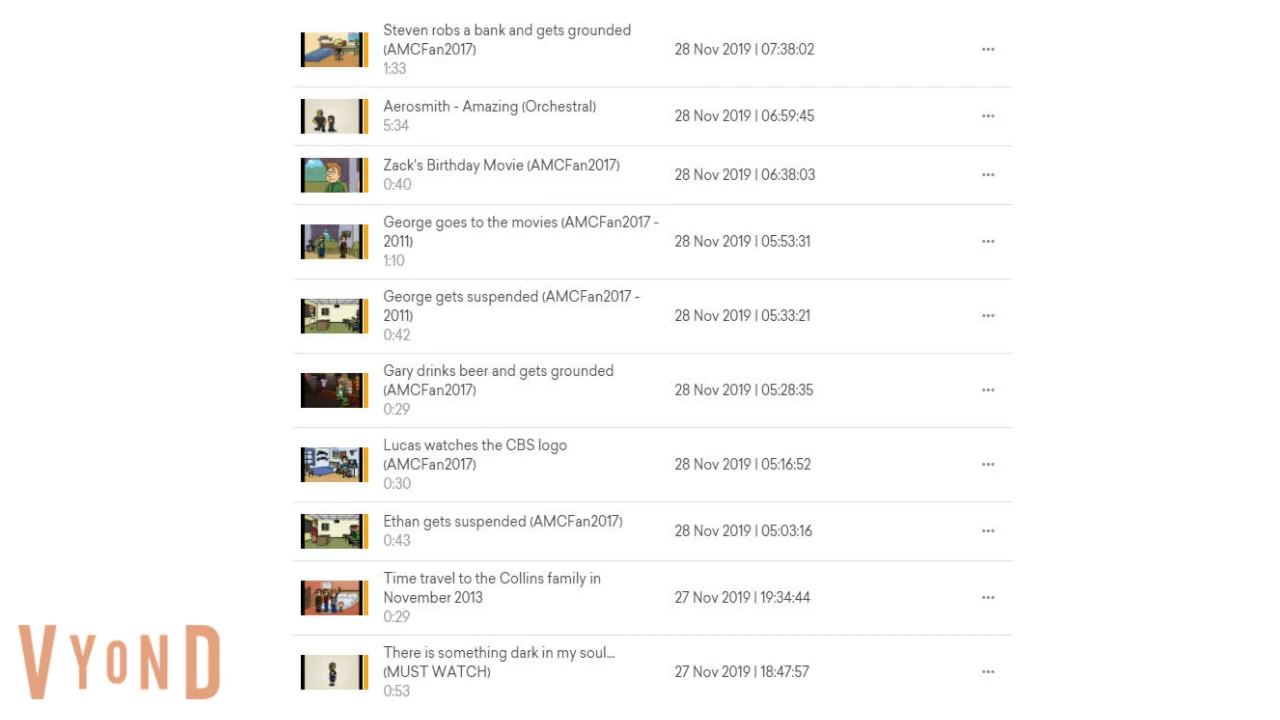 Steven robs a bank and gets grounded
(AMCFan2017)
1:33
28 Nov 2019 | 07:38:02
Aerosmith - Amazing (Orchestral)
5:34
28 Nov 2019 | 06:59:45
Zack's Birthday Movie (AMCFan2017)
0:40
28 Nov 2019 | 06:38:03
George goes to the movies (AMCFan2017 -
2011)
1:10
28 Nov 2019 | 05:53:31
George gets suspended (AMCFan2017 -
2011)
0:42
28 Nov 2019 | 05:33:21
Gary drinks beer and gets grounded
(AMCFan2017)
0:29
28 Nov 2019 | 05:28:35
Lucas watches the CBS logo
(AMCFan2017)
0:30
28 Nov 2019 | 05:16:52
Ethan gets suspended (AMCFan2017)
0:43
28 Nov 2019 | 05:03:16
Time travel to the Collins family in
November 2013
0:29
27 Nov 2019 | 19:34:44
There is something dark in my soul...
(MUST WATCH)
0:53
27 Nov 2019 | 18:47:57
VYOND